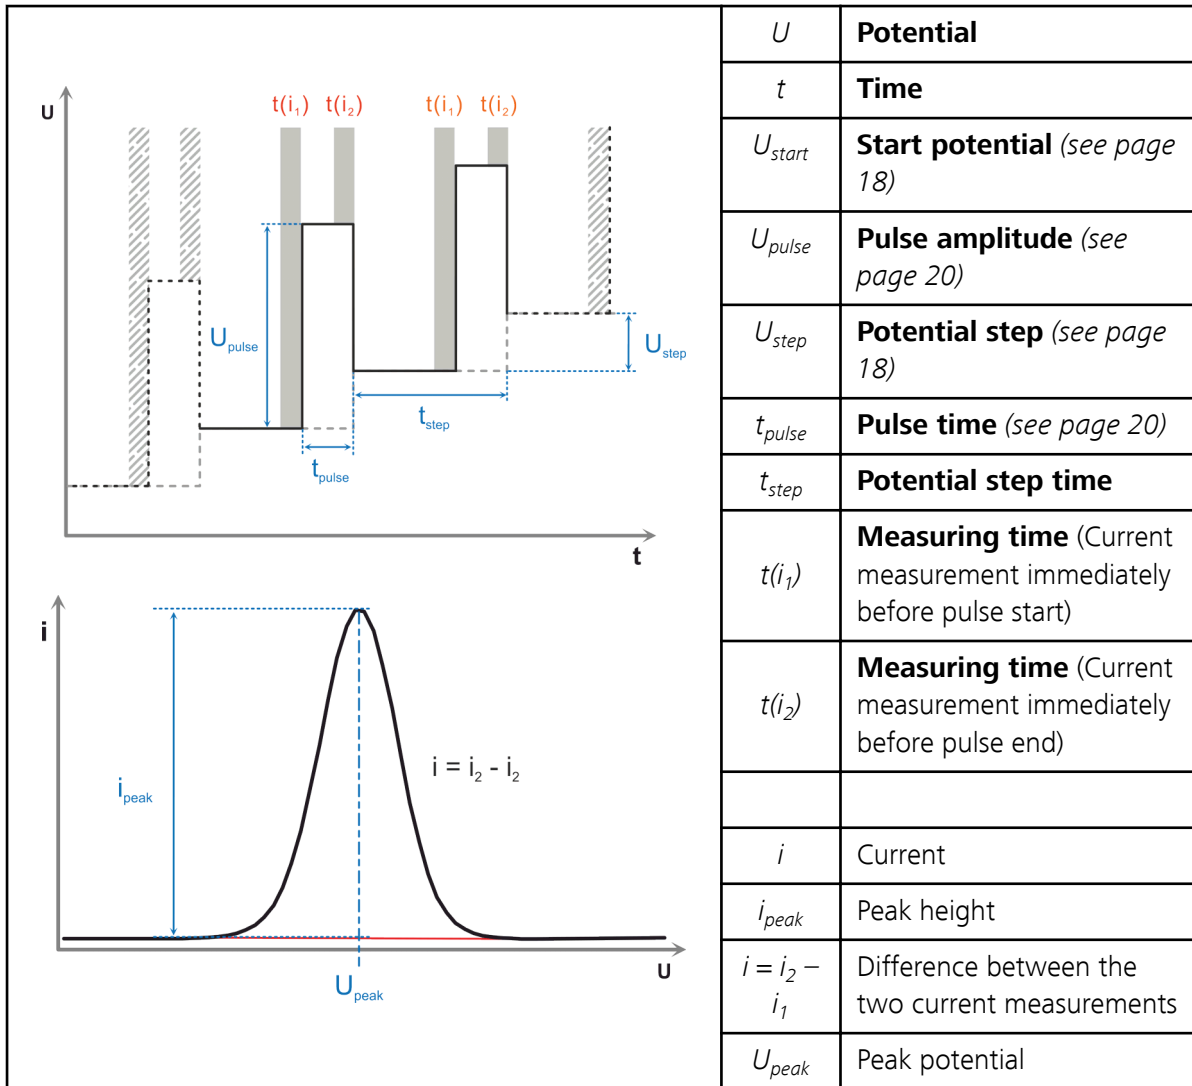 U
t(i₁) t(i₂) t(i₁) t(i₂)
U_pulse
U_step
t_step
t_pulse
t
i
i = i₂ - i₂
i_peak
U
U_peak
U Potential
t Time
U_start Start potential (see page
18)
U_pulse Pulse amplitude (see
page 20)
U_step Potential step (see page
18)
t_pulse Pulse time (see page 20)
t_step Potential step time
t(i₁) Measuring time (Current
measurement immediately
before pulse start)
t(i₂) Measuring time (Current
measurement immediately
before pulse end)
i Current
i_peak Peak height
i = i₂ –
i₁
Difference between the
two current measurements
U_peak Peak potential